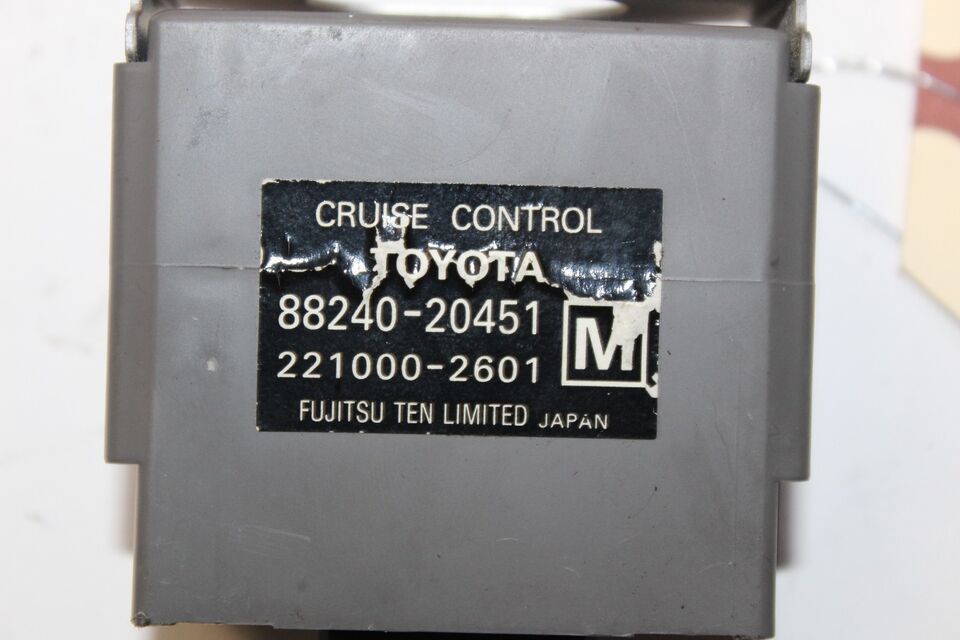 CRUISE CONTROL
TOYOTA
88240-20451
M
221000-2601
FUJITSU TEN LIMITED JAPAN